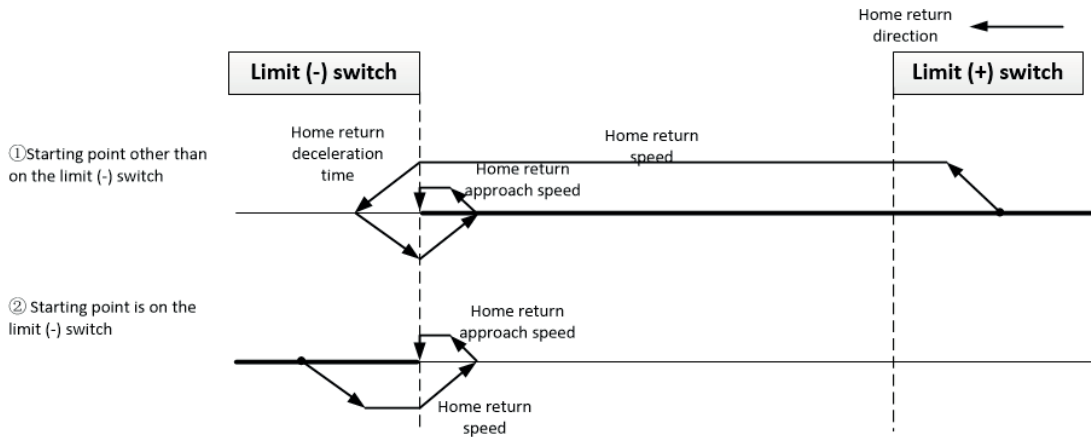 Home return
direction
Limit (-) switch
Limit (+) switch
①Starting point other than
on the limit (-) switch
Home return
deceleration
time
Home return
speed
Home return
approach speed
② Starting point is on the
limit (-) switch
Home return
approach speed
Home return
speed